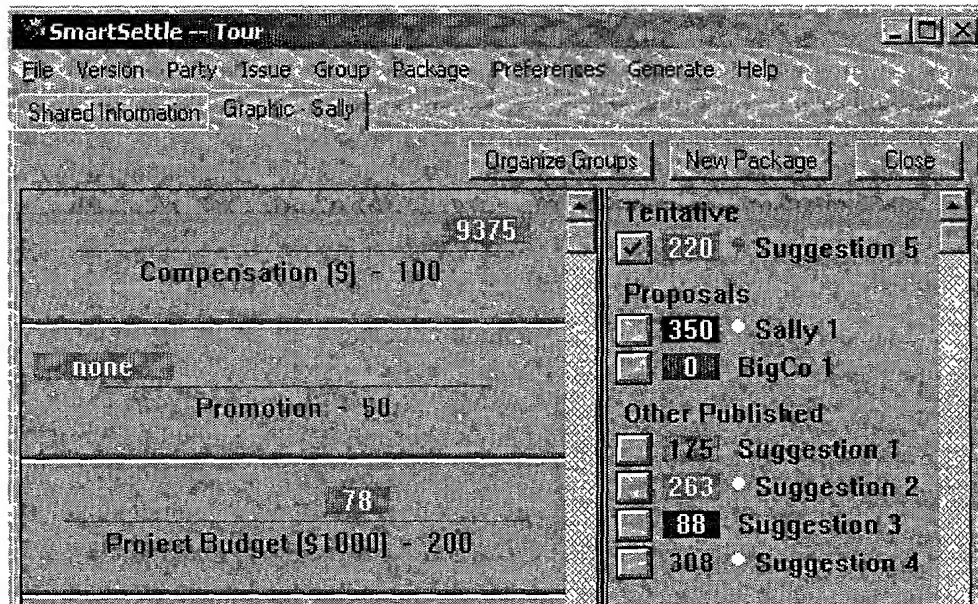 SmartSettle -- Tour
File Version Party Issue Group Package Preferences Generate Help
Shared Information Graphic - Sally
Organize Groups New Package Close
9375
Compensation ($) - 100
none
Promotion - 50
78
Project Budget ($1000) - 200
Tentative
220 Suggestion 5
Proposals
350 Sally 1
0 BigCo 1
Other Published
175 Suggestion 1
263 Suggestion 2
88 Suggestion 3
308 Suggestion 4